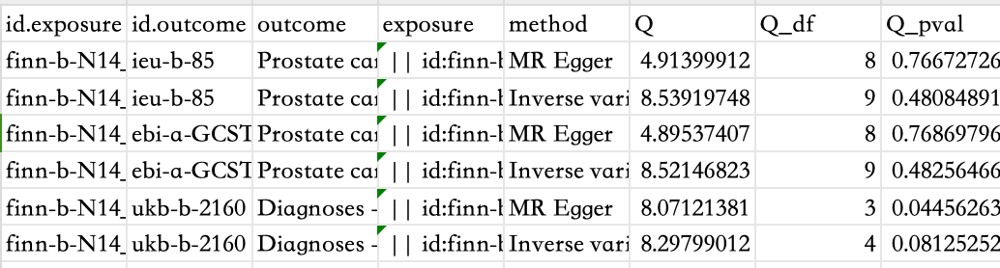 id.exposure id.outcome outcome exposure method Q Q_df Q_pval
finn-b-N14_ ieu-b-85 Prostate car || id:finn-b MR Egger 4.91399912 8 0.76672726
finn-b-N14_ ieu-b-85 Prostate car || id:finn-b Inverse vari 8.53919748 9 0.48084891
finn-b-N14_ ebi-a-GCST Prostate car || id:finn-b MR Egger 4.89537407 8 0.76869796
finn-b-N14_ ebi-a-GCST Prostate car || id:finn-b Inverse vari 8.52146823 9 0.48256466
finn-b-N14_ ukb-b-2160 Diagnoses - || id:finn-b MR Egger 8.07121381 3 0.04456263
finn-b-N14_ ukb-b-2160 Diagnoses - || id:finn-b Inverse vari 8.29799012 4 0.08125252